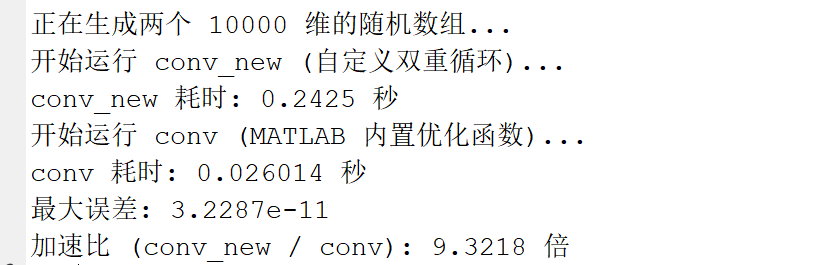 正在生成两个 10000 维的随机数组...
开始运行 conv_new (自定义双重循环)...
conv_new 耗时: 0.2425 秒
开始运行 conv (MATLAB 内置优化函数)...
conv 耗时: 0.026014 秒
最大误差: 3.2287e-11
加速比 (conv_new / conv): 9.3218 倍